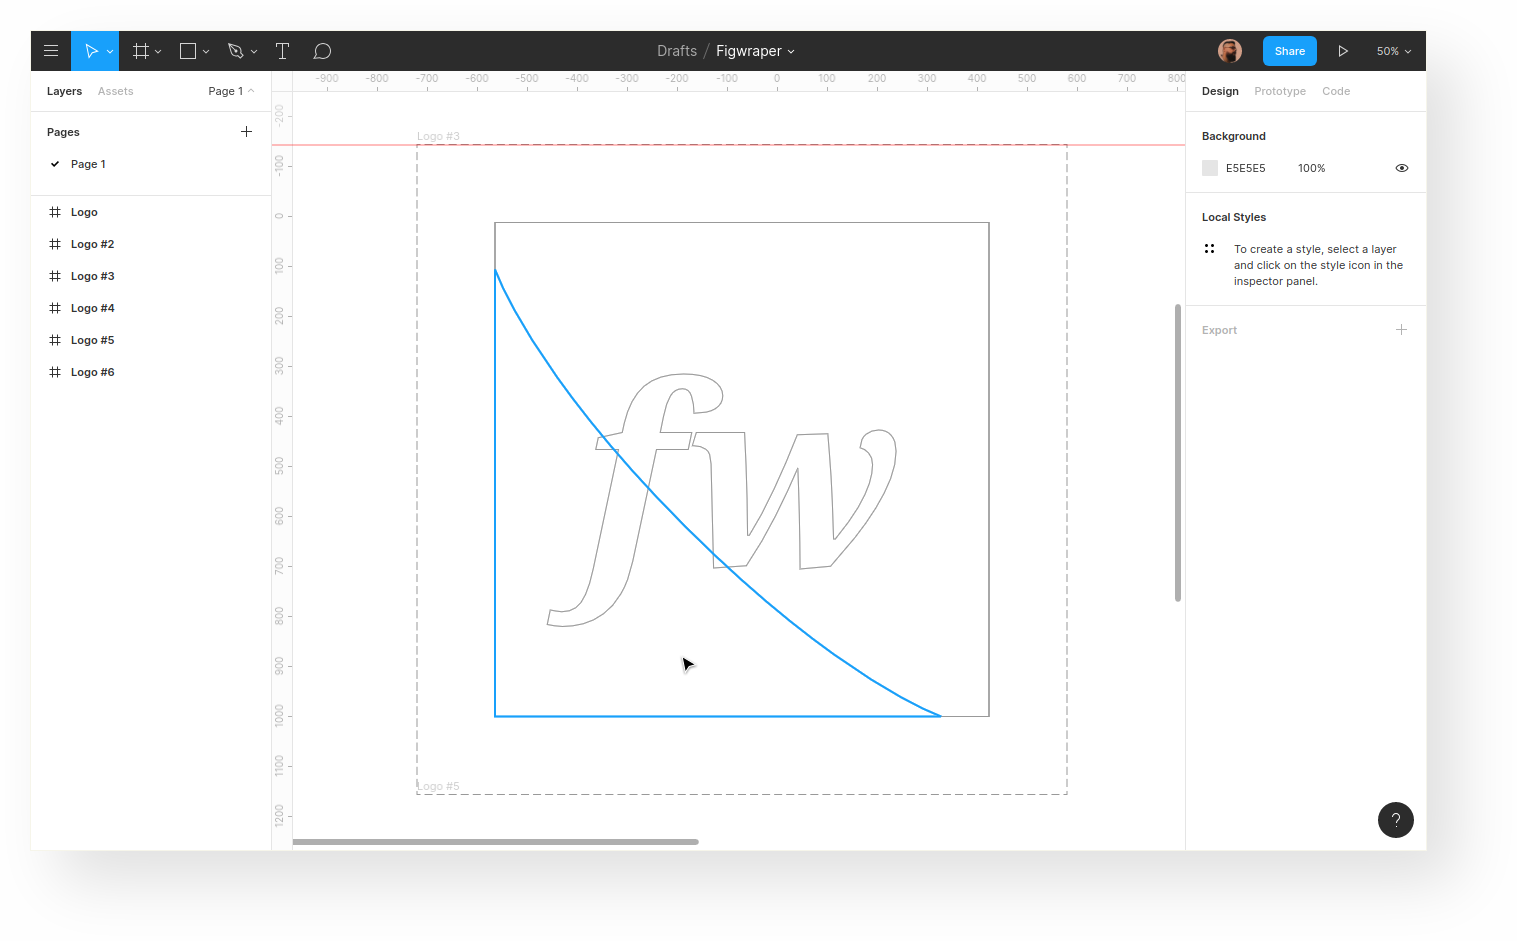 Drafts / Figwraper
Share
50%
Layers Assets Page 1
-900 -800 -700 -600 -500 -400 -300 -200 -100 0 100 200 300 400 500 600 700 800
Design Prototype Code
Pages
Page 1
Logo
Logo #2
Logo #3
Logo #4
Logo #5
Logo #6
-200
-100
0
100
200
300
400
500
600
700
800
900
1000
1100
1200
Logo #3
fw
Logo #5
Background
E5E5E5 100%
Local Styles
To create a style, select a layer
and click on the style icon in the
inspector panel.
Export
?